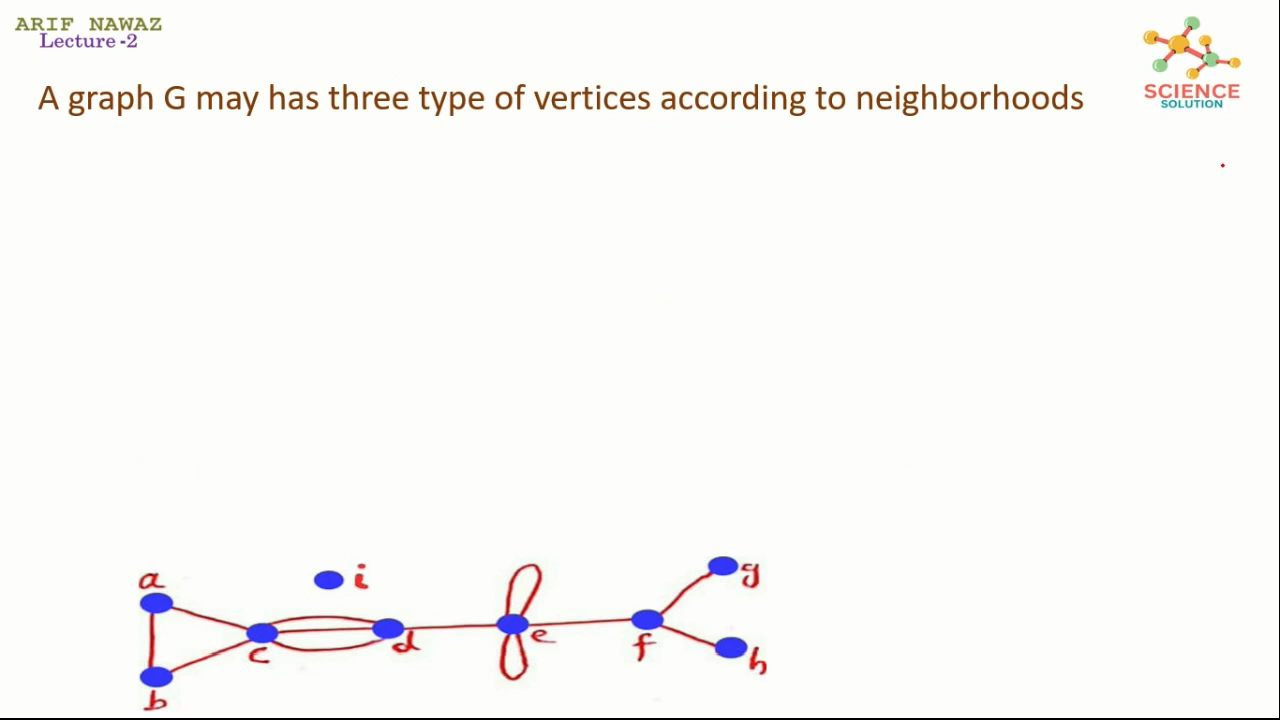 ARIF NAWAZ
Lecture -2
SCIENCE
SOLUTION
A graph G may has three type of vertices according to neighborhoods
a
i
g
c
d
e
f
h
b